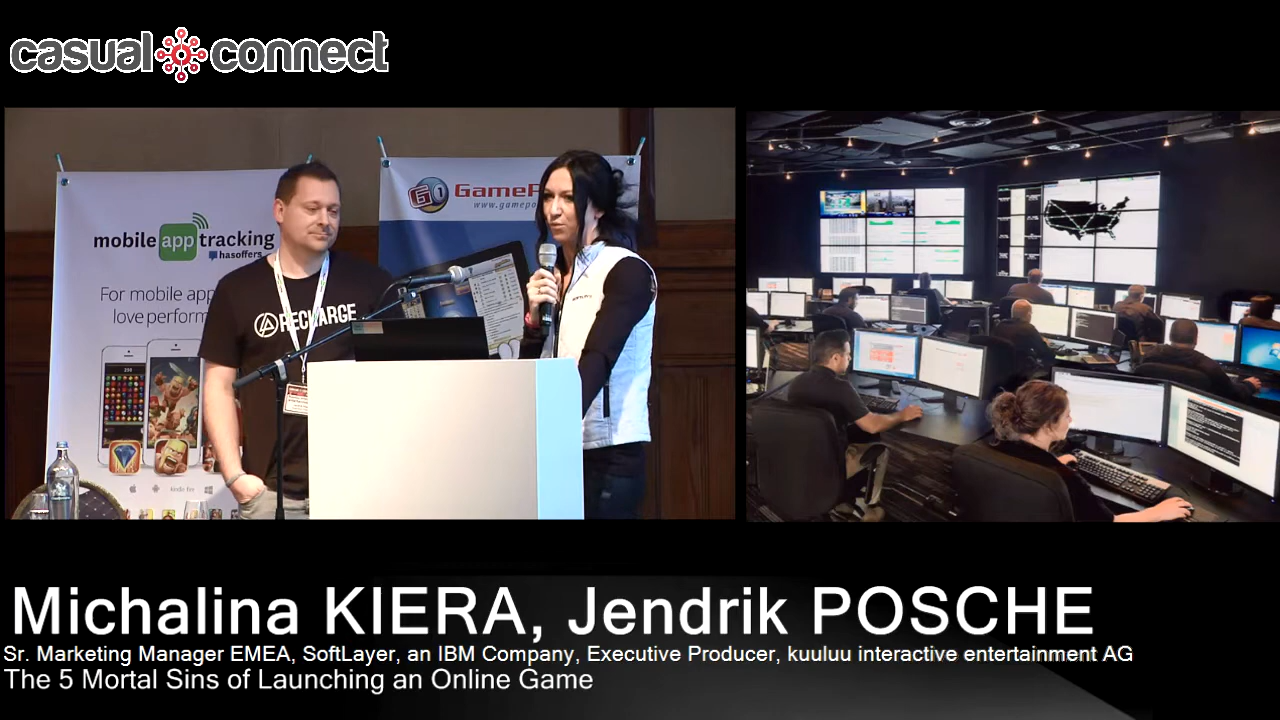 casual connect
mobile app tracking
hasoffers
For mobile app
love perform
GameP
www.gamepo
RECHARGE
Michalina KIERA, Jendrik POSCHE
Sr. Marketing Manager EMEA, SoftLayer, an IBM Company, Executive Producer, kuuluu interactive entertainment AG
The 5 Mortal Sins of Launching an Online Game